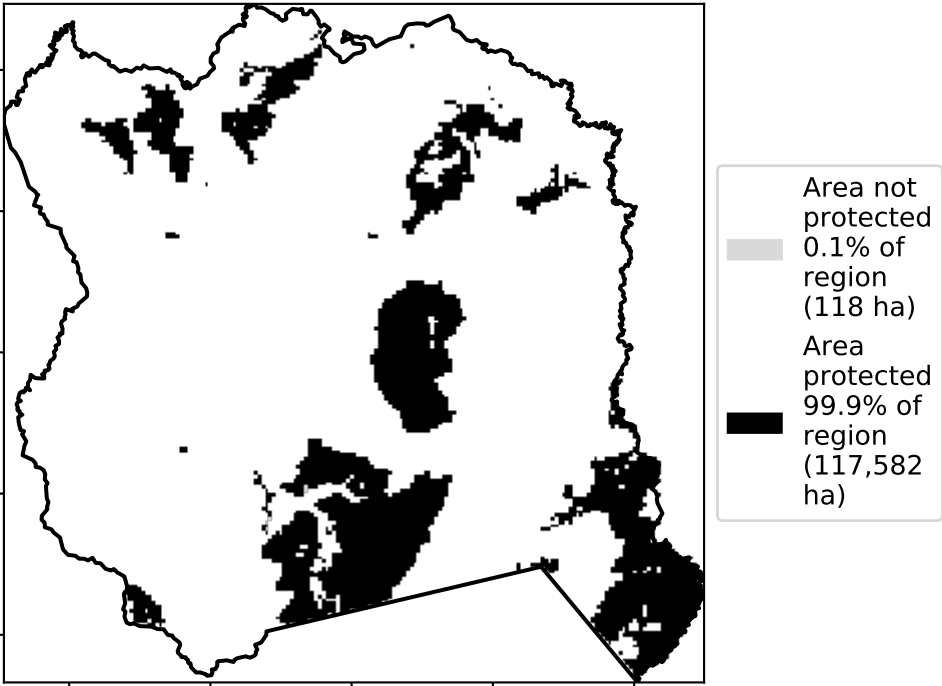 Area not
protected
0.1% of
region
(118 ha)
Area
protected
99.9% of
region
(117,582
ha)